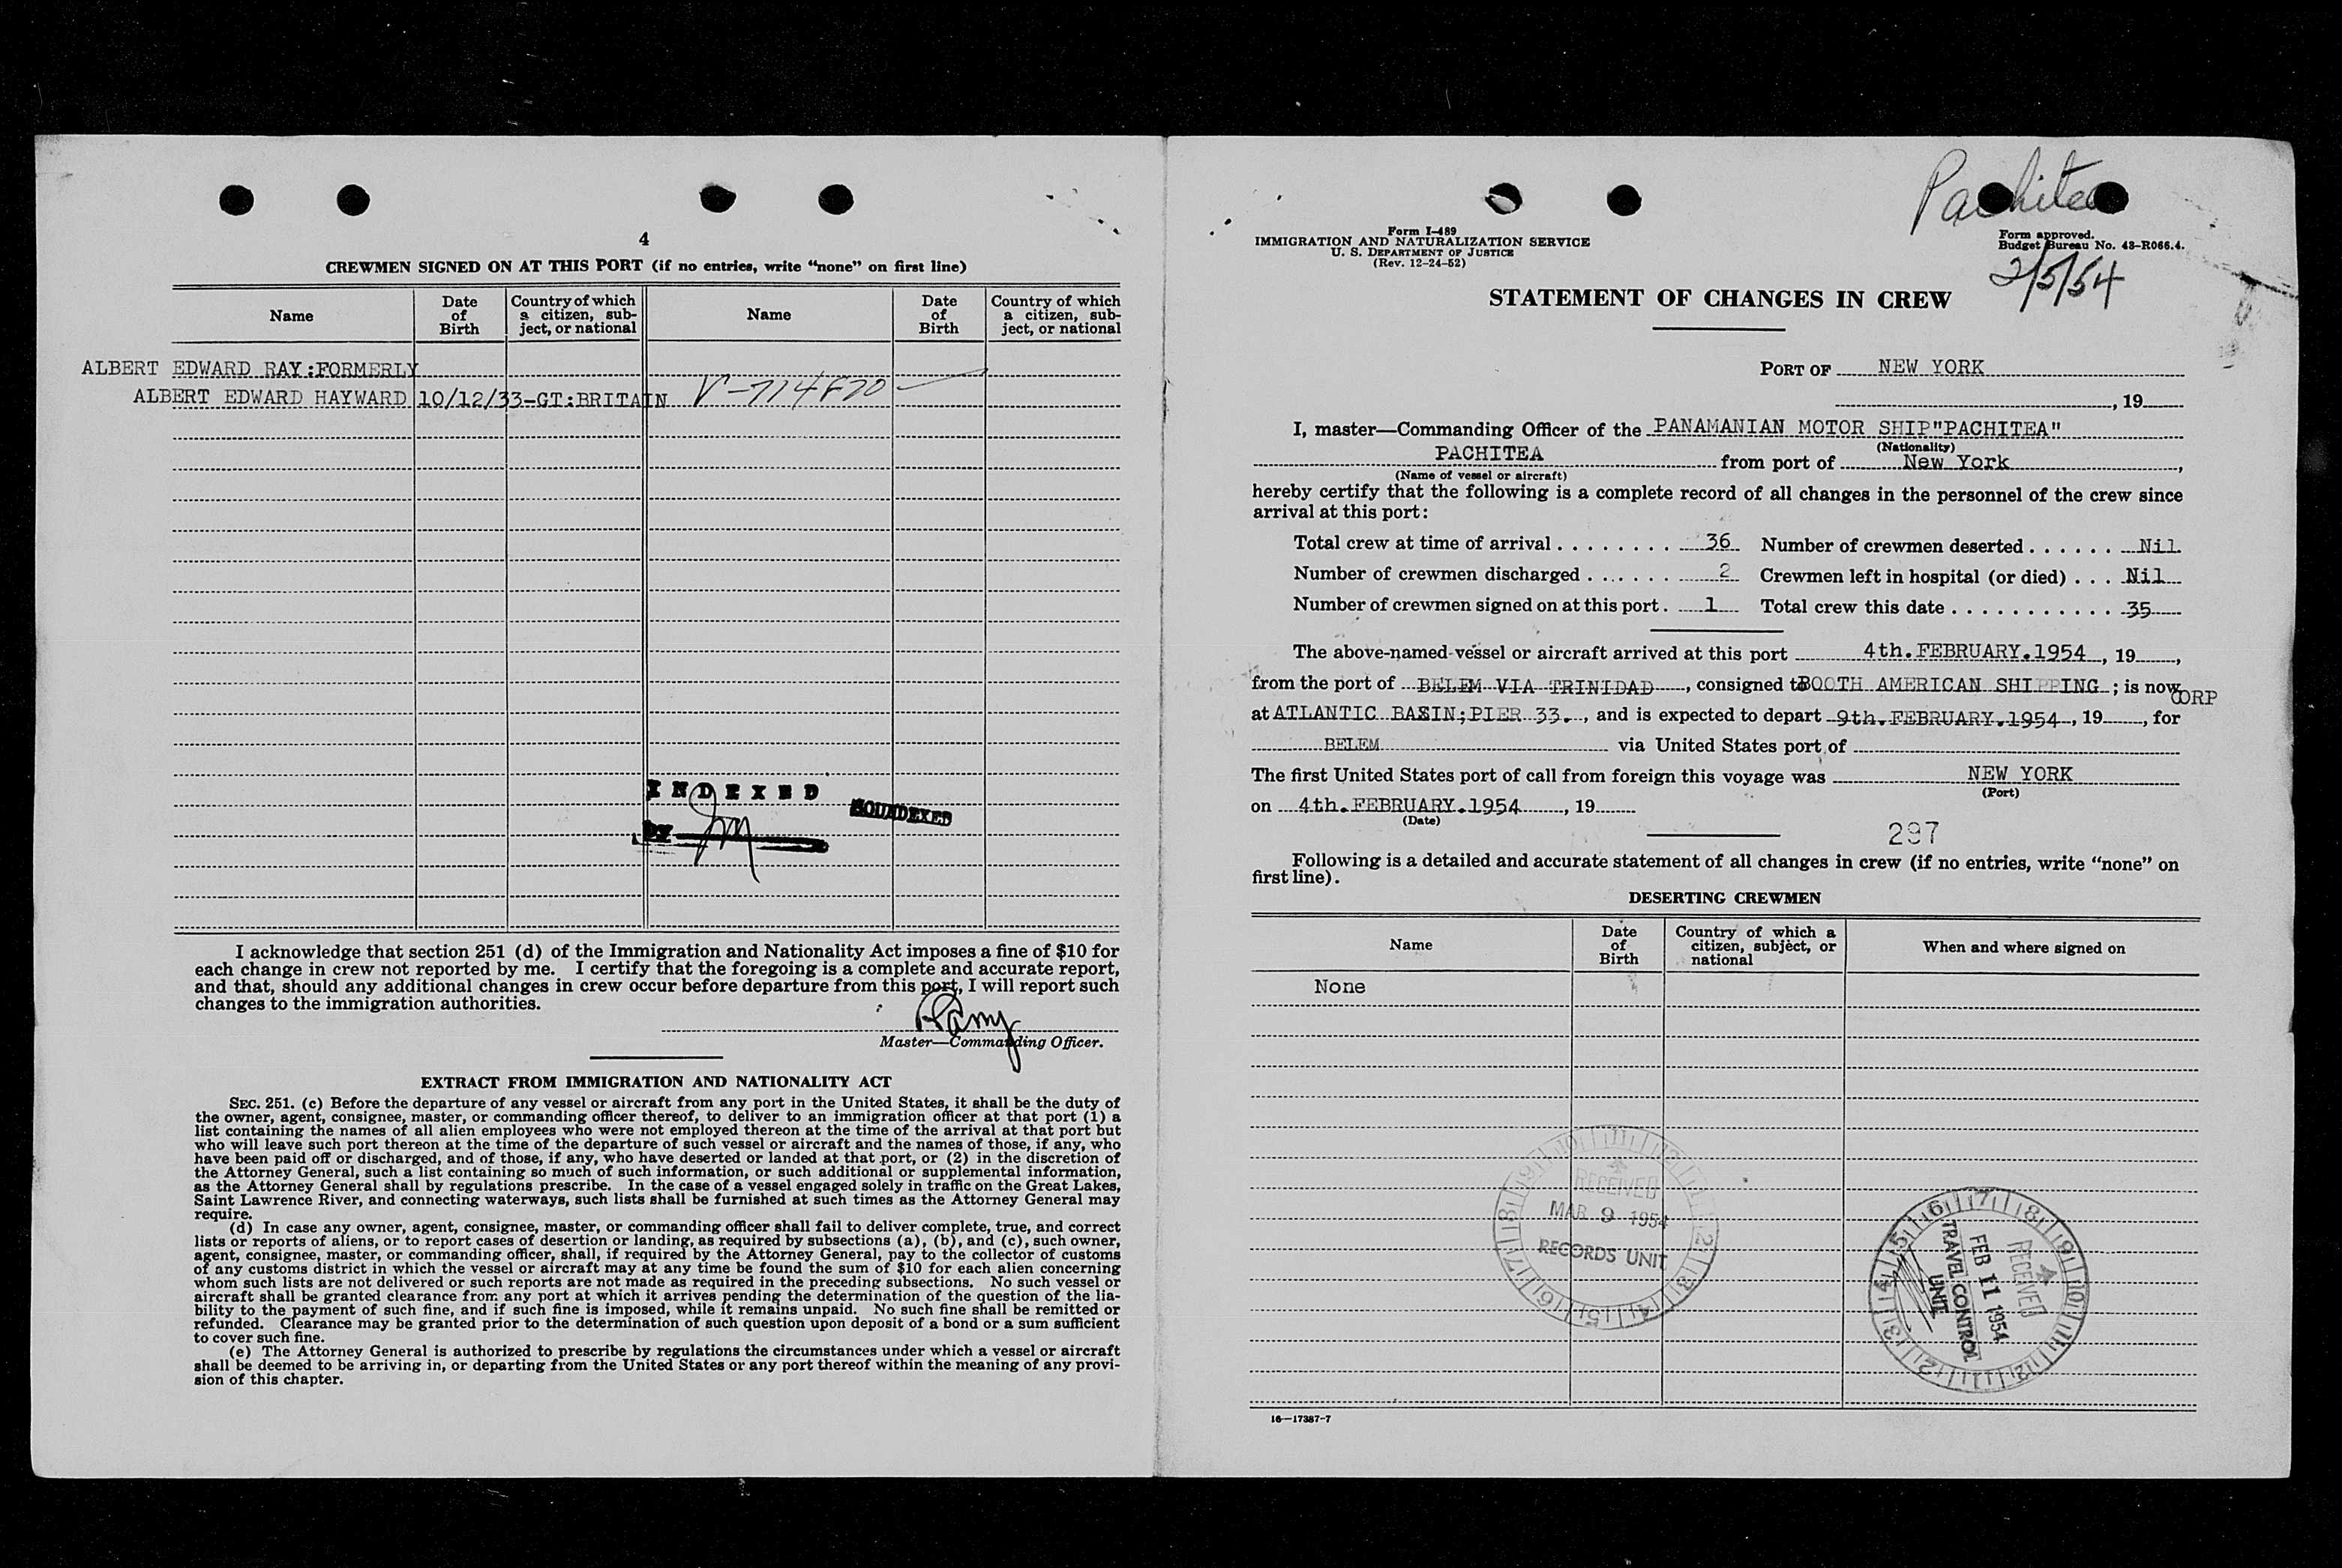 4
CREWMEN SIGNED ON AT THIS PORT (if no entries, write “none” on first line)
Name
Date of Birth
Country of which a citizen, subject, or national
Name
Date of Birth
Country of which a citizen, subject, or national
ALBERT EDWARD RAY:FORMERLY
ALBERT EDWARD HAYWARD 10/12/33-GT:BRITAIN
INDEXED
SOUNDEXED
by
I acknowledge that section 251 (d) of the Immigration and Nationality Act imposes a fine of $10 for
each change in crew not reported by me. I certify that the foregoing is a complete and accurate report,
and that, should any additional changes in crew occur before departure from this port, I will report such
changes to the immigration authorities.
Master—Commanding Officer.
EXTRACT FROM IMMIGRATION AND NATIONALITY ACT
SEC. 251. (c) Before the departure of any vessel or aircraft from any port in the United States, it shall be the duty of
the owner, agent, consignee, master, or commanding officer thereof, to deliver to an immigration officer at that port (1) a
list containing the names of all alien employees who were not employed thereon at the time of the arrival at that port but
who will leave such port thereon at the time of the departure of such vessel or aircraft and the names of those, if any, who
have been paid off or discharged, and of those, if any, who have deserted or landed at that port, or (2) in the discretion of
the Attorney General, such a list containing so much of such information, or such additional or supplemental information,
as the Attorney General shall by regulations prescribe. In the case of a vessel engaged solely in traffic on the Great Lakes,
Saint Lawrence River, and connecting waterways, such lists shall be furnished at such times as the Attorney General may
require.
(d) In case any owner, agent, consignee, master, or commanding officer shall fail to deliver complete, true, and correct
lists or reports of aliens, or to report cases of desertion or landing, as required by subsections (a), (b), and (c), such owner,
agent, consignee, master, or commanding officer, shall, if required by the Attorney General, pay to the collector of customs
of any customs district in which the vessel or aircraft may at any time be found the sum of $10 for each alien concerning
whom such lists are not delivered or such reports are not made as required in the preceding subsections. No such vessel or
aircraft shall be granted clearance from any port at which it arrives pending the determination of the question of the lia-
bility to the payment of such fine, and if such fine is imposed, while it remains unpaid. No such fine shall be remitted or
refunded. Clearance may be granted prior to the determination of such question upon deposit of a bond or a sum sufficient
to cover such fine.
(e) The Attorney General is authorized to prescribe by regulations the circumstances under which a vessel or aircraft
shall be deemed to be arriving in, or departing from the United States or any port thereof within the meaning of any provi-
sion of this chapter.
Pachitea
Form I-489
IMMIGRATION AND NATURALIZATION SERVICE
U. S. DEPARTMENT OF JUSTICE
(Rev. 12-24-52)
Form approved.
Budget Bureau No. 43-R066.4.
2/5/54
STATEMENT OF CHANGES IN CREW
PORT OF NEW YORK
, 19
I, master—Commanding Officer of the PANAMANIAN MOTOR SHIP"PACHITEA"
(Nationality)
PACHITEA from port of New York,
(Name of vessel or aircraft)
hereby certify that the following is a complete record of all changes in the personnel of the crew since
arrival at this port:
Total crew at time of arrival . . . . . . . . 36 Number of crewmen deserted . . . . . . Nil.
Number of crewmen discharged . . . . . . 2 Crewmen left in hospital (or died) . . . Nil
Number of crewmen signed on at this port . 1 Total crew this date . . . . . . . . . . . 35
The above-named vessel or aircraft arrived at this port 4th.FEBRUARY.1954, 19,
from the port of BELEM VIA TRINIDAD, consigned to BOOTH AMERICAN SHIPPING; is now
CORP
at ATLANTIC BASIN;PIER 33., and is expected to depart 9th.FEBRUARY.1954, 19, for
BELEM via United States port of
The first United States port of call from foreign this voyage was NEW YORK
(Port)
on 4th.FEBRUARY.1954, 19
(Date)
297
Following is a detailed and accurate statement of all changes in crew (if no entries, write “none” on
first line).
DESERTING CREWMEN
Name
Date of Birth
Country of which a citizen, subject, or national
When and where signed on
None
RECEIVED
MAR 9 1954
RECORDS UNIT
RECEIVED
FEB 11 1954
TRAVEL CONTROL
UNIT
16—17387-7